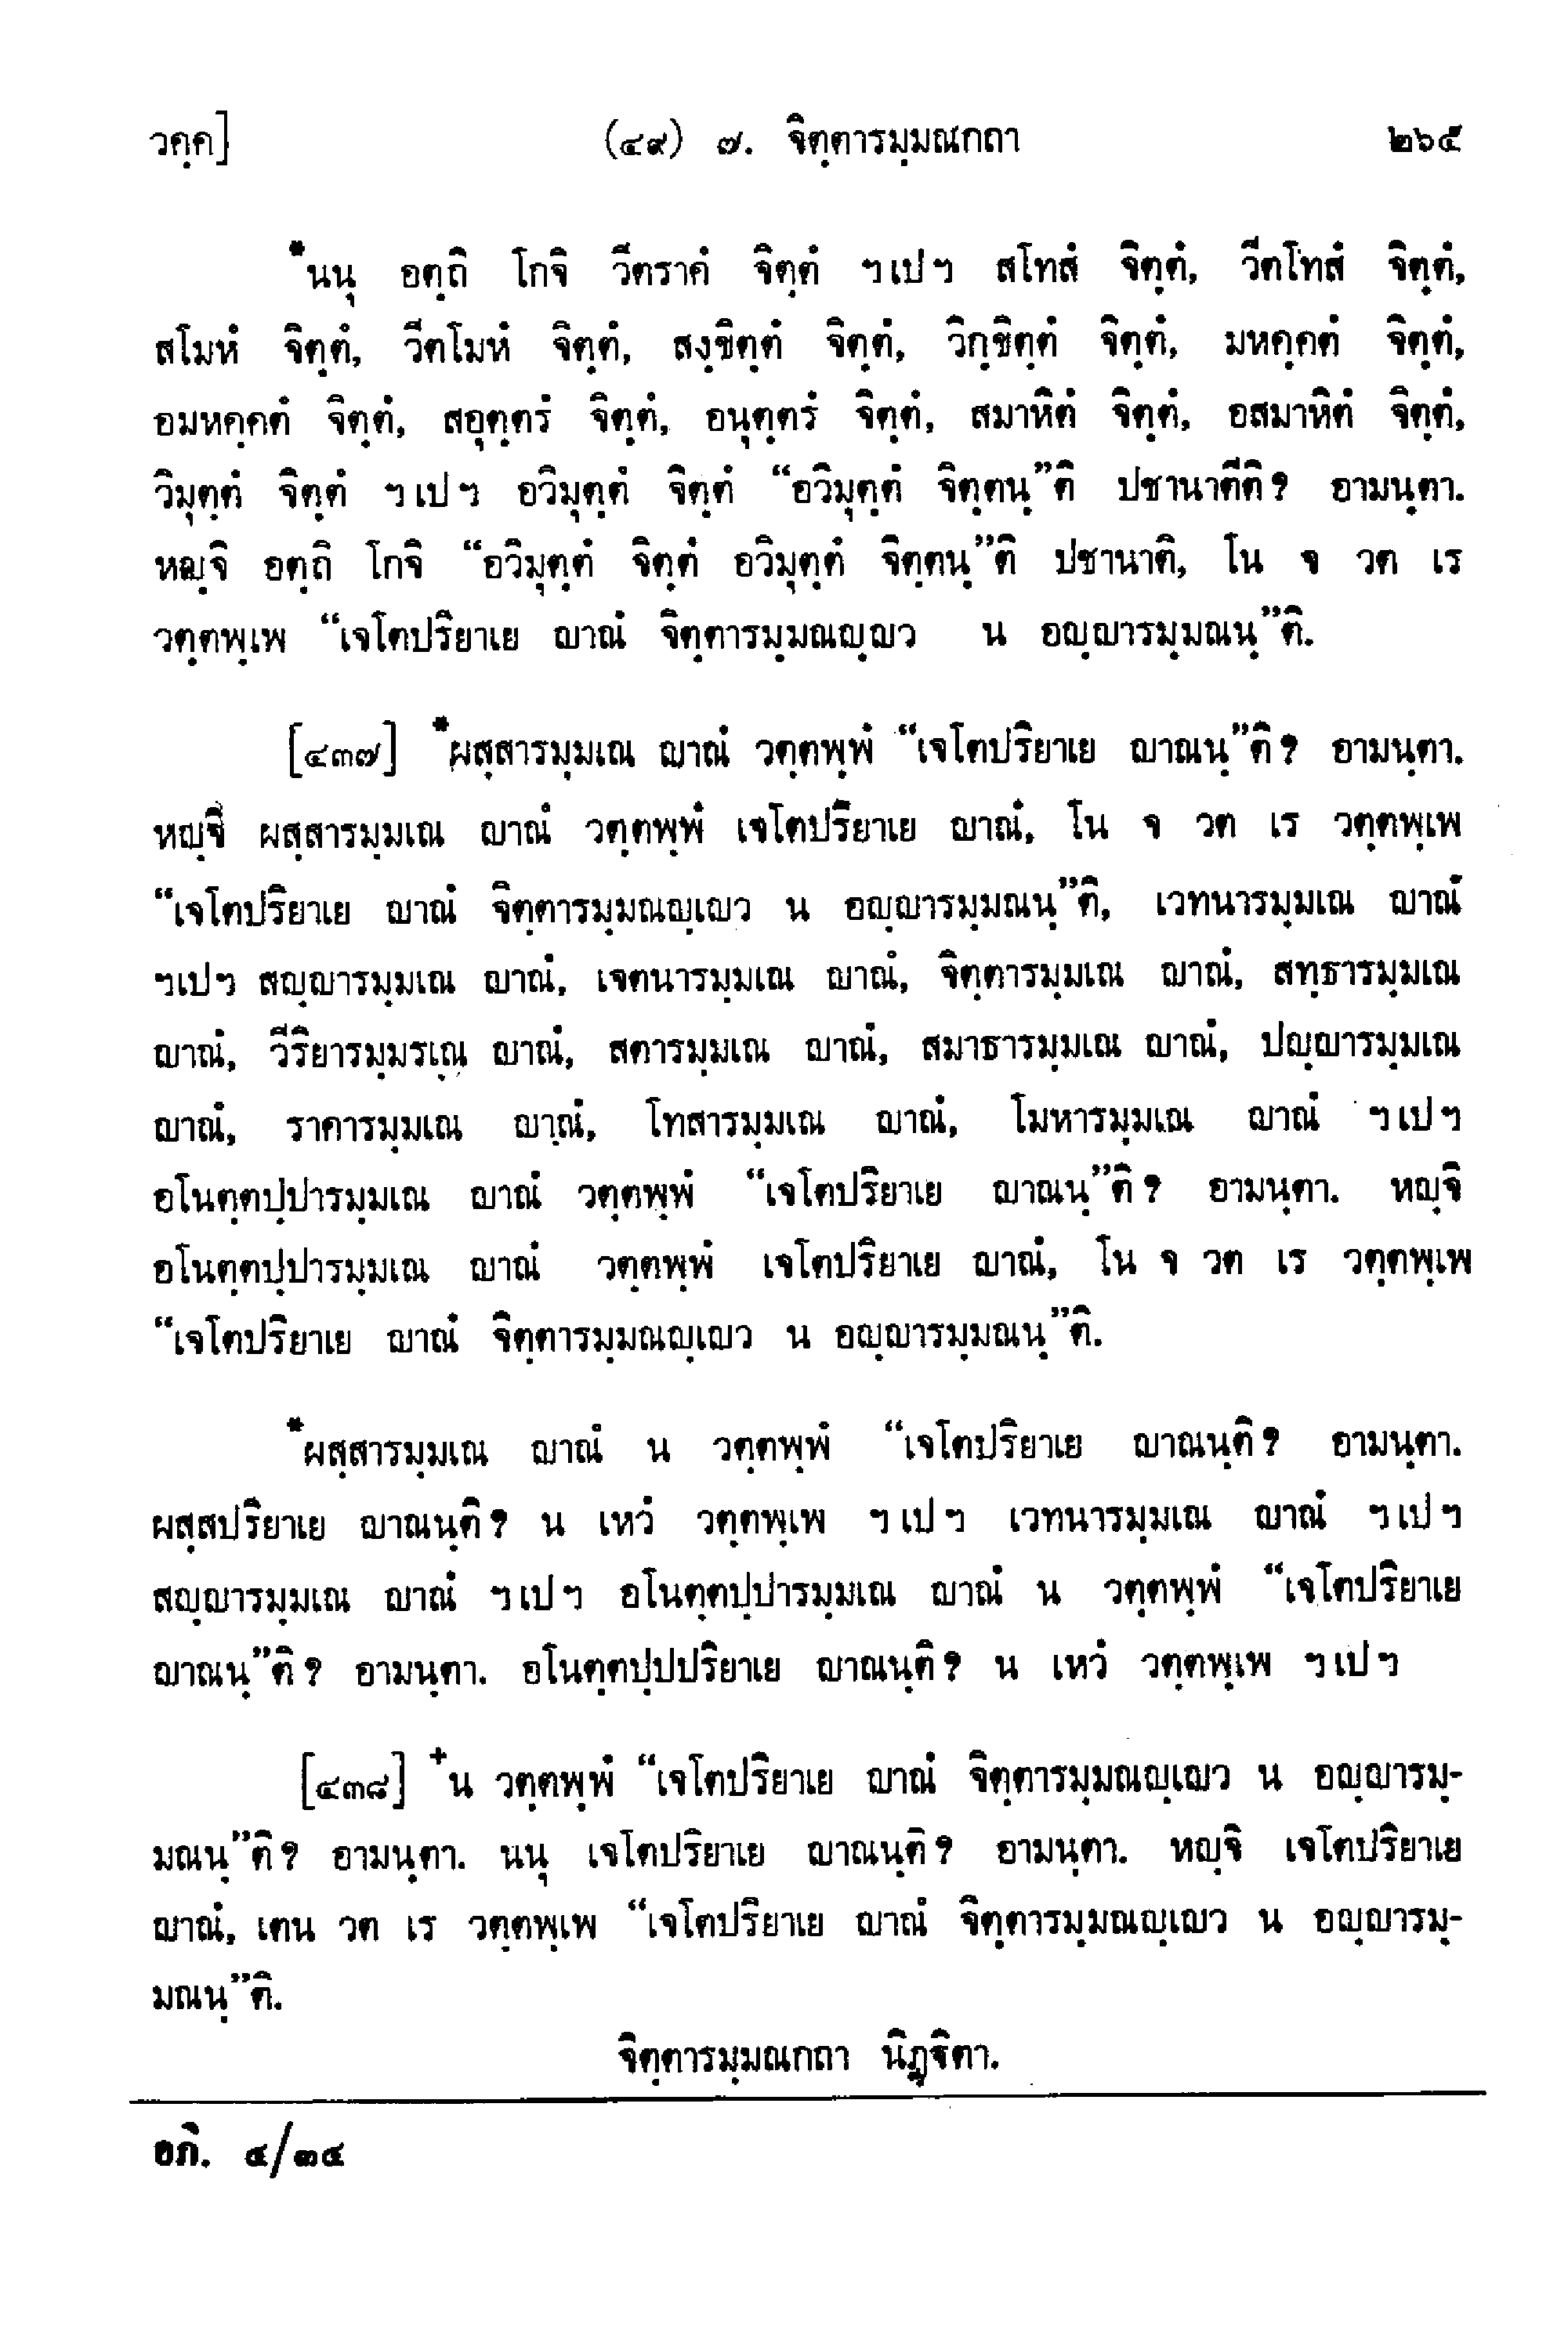 วคฺค]  (๔๙) ๗. จิตฺตารมฺมณกถา  ๒๖๕
*นนุ อตฺถิ โกจิ วีตราคํ จิตฺตํ ฯเปฯ สโทสํ จิตฺตํ, วีตโทสํ จิตฺตํ,
สโมหํ จิตฺตํ, วีตโมหํ จิตฺตํ, สงฺขิตฺตํ จิตฺตํ, วิกฺขิตฺตํ จิตฺตํ, มหคฺคตํ จิตฺตํ,
อมหคฺคตํ จิตฺตํ, สอุตฺตรํ จิตฺตํ, อนุตฺตรํ จิตฺตํ, สมาหิตํ จิตฺตํ, อสมาหิตํ จิตฺตํ,
วิมุตฺตํ จิตฺตํ ฯเปฯ อวิมุตฺตํ จิตฺตํ “อวิมุตฺตํ จิตฺตนฺ”ติ ปชานาตีติ? อามนฺตา.
หญฺจิ อตฺถิ โกจิ “อวิมุตฺตํ จิตฺตํ อวิมุตฺตํ จิตฺตนฺ”ติ ปชานาติ, โน จ วต เร
วตฺตพฺเพ “เจโตปริยาเย ญาณํ จิตฺตารมฺมณญฺญว น อญฺญารมฺมณนฺ”ติ.
[๔๓๗] *ผสฺสารมฺมเณ ญาณํ วตฺตพฺพํ “เจโตปริยาเย ญาณนฺ”ติ? อามนฺตา.
หญฺจิ ผสฺสารมฺมเณ ญาณํ วตฺตพฺพํ เจโตปริยาเย ญาณํ, โน จ วต เร วตฺตพฺเพ
“เจโตปริยาเย ญาณํ จิตฺตารมฺมณญฺเญว น อญฺญารมฺมณนฺ”ติ, เวทนารมฺมเณ ญาณํ
ฯเปฯ สญฺญารมฺมเณ ญาณํ, เจตนารมฺมเณ ญาณํ, จิตฺตารมฺมเณ ญาณํ, สทฺธารมฺมเณ
ญาณํ, วีริยารมฺมรเณฺ ญาณํ, สตารมฺมเณ ญาณํ, สมาธารมฺมเณ ญาณํ, ปญฺญารมฺมเณ
ญาณํ, ราคารมฺมเณ ญาณํ, โทสารมฺมเณ ญาณํ, โมหารมฺมเณ ญาณํ ฯเปฯ
อโนตฺตปฺปารมฺมเณ ญาณํ วตฺตพฺพํ “เจโตปริยาเย ญาณนฺ”ติ? อามนฺตา. หญฺจิ
อโนตฺตปฺปารมฺมเณ ญาณํ วตฺตพฺพํ เจโตปริยาเย ญาณํ, โน จ วต เร วตฺตพฺเพ
“เจโตปริยาเย ญาณํ จิตฺตารมฺมณญฺเญว น อญฺญารมฺมณนฺ”ติ.
*ผสฺสารมฺมเณ ญาณํ น วตฺตพฺพํ “เจโตปริยาเย ญาณนฺติ? อามนฺตา.
ผสฺสปริยาเย ญาณนฺติ? น เหวํ วตฺตพฺเพ ฯเปฯ เวทนารมฺมเณ ญาณํ ฯเปฯ
สญฺญารมฺมเณ ญาณํ ฯเปฯ อโนตฺตปฺปารมฺมเณ ญาณํ น วตฺตพฺพํ “เจโตปริยาเย
ญาณนฺ”ติ? อามนฺตา. อโนตฺตปฺปปริยาเย ญาณนฺติ? น เหวํ วตฺตพฺเพ ฯเปฯ
[๔๓๘] +น วตฺตพฺพํ “เจโตปริยาเย ญาณํ จิตฺตารมฺมณญฺเญว น อญฺญารมฺ-
มณนฺ”ติ? อามนฺตา. นนุ เจโตปริยาเย ญาณนฺติ? อามนฺตา. หญฺจิ เจโตปริยาเย
ญาณํ, เตน วต เร วตฺตพฺเพ “เจโตปริยาเย ญาณํ จิตฺตารมฺมณญฺเญว น อญฺญารมฺ-
มณนฺ”ติ.
จิตฺตารมฺมณกถา นิฏฺฐิตา.
อภิ. ๔/๓๔